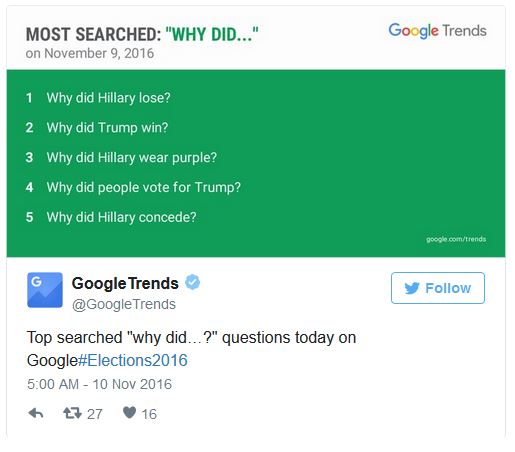 MOST SEARCHED: "WHY DID..."
Google Trends
on November 9, 2016
1 Why did Hillary lose?
2 Why did Trump win?
3 Why did Hillary wear purple?
4 Why did people vote for Trump?
5 Why did Hillary concede?
google.com/trends
G
GoogleTrends
@GoogleTrends
Follow
Top searched "why did...?" questions today on
Google#Elections2016
5:00 AM - 10 Nov 2016
27 16